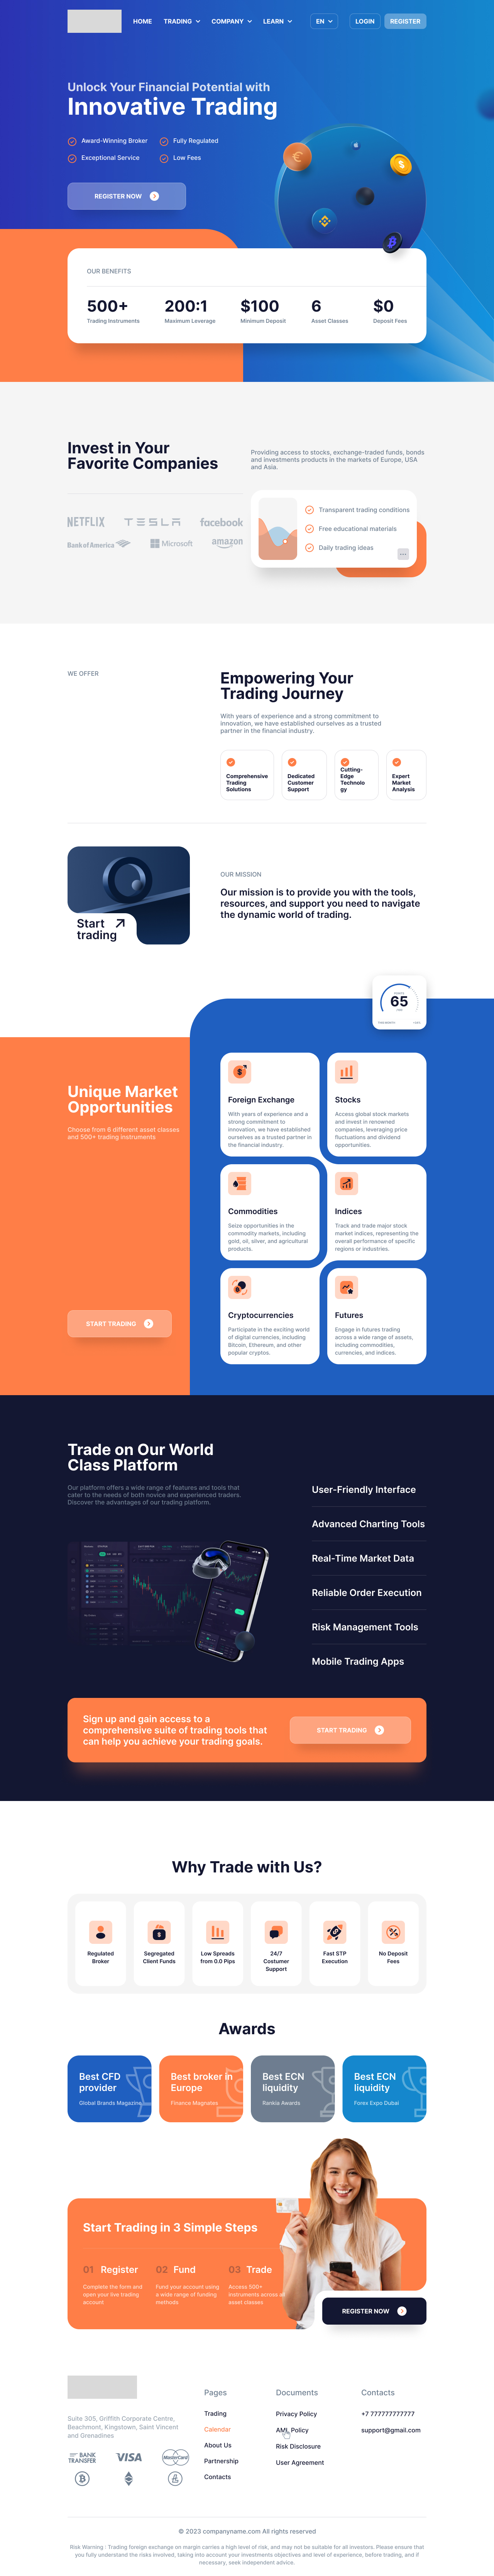 HOME TRADING COMPANY LEARN EN LOGIN REGISTER
Unlock Your Financial Potential with
Innovative Trading
Award-Winning Broker Fully Regulated
Exceptional Service Low Fees
REGISTER NOW
OUR BENEFITS
500+ 200:1 $100 6 $0
Trading Instruments Maximum Leverage Minimum Deposit Asset Classes Deposit Fees
Invest in Your
Favorite Companies
Providing access to stocks, exchange-traded funds, bonds
and investments products in the markets of Europe, USA
and Asia.
NETFLIX TESLA facebook
Bank of America Microsoft amazon
Transparent trading conditions
Free educational materials
Daily trading ideas
WE OFFER
Empowering Your
Trading Journey
With years of experience and a strong commitment to
innovation, we have established ourselves as a trusted
partner in the financial industry.
Comprehensive
Trading
Solutions
Dedicated
Customer
Support
Cutting-
Edge
Technolo
gy
Expert
Market
Analysis
Start
trading
OUR MISSION
Our mission is to provide you with the tools,
resources, and support you need to navigate
the dynamic world of trading.
65
Unique Market
Opportunities
Choose from 6 different asset classes
and 500+ trading instruments
START TRADING
Foreign Exchange
With years of experience and a
strong commitment to
innovation, we have established
ourselves as a trusted partner in
the financial industry.
Stocks
Access global stock markets
and invest in renowned
companies, leveraging price
fluctuations and dividend
opportunities.
Commodities
Seize opportunities in the
commodity markets, including
gold, oil, silver, and agricultural
products.
Indices
Track and trade major stock
market indices, representing the
overall performance of specific
regions or industries.
Cryptocurrencies
Participate in the exciting world
of digital currencies, including
Bitcoin, Ethereum, and other
popular cryptos.
Futures
Engage in futures trading
across a wide range of assets,
including commodities,
currencies, and indices.
Trade on Our World
Class Platform
Our platform offers a wide range of features and tools that
cater to the needs of both novice and experienced traders.
Discover the advantages of our trading platform.
User-Friendly Interface
Advanced Charting Tools
Real-Time Market Data
Reliable Order Execution
Risk Management Tools
Mobile Trading Apps
Sign up and gain access to a
comprehensive suite of trading tools that
can help you achieve your trading goals.
START TRADING
Why Trade with Us?
Regulated
Broker
Segregated
Client Funds
Low Spreads
from 0.0 Pips
24/7
Costumer
Support
Fast STP
Execution
No Deposit
Fees
Awards
Best CFD
provider
Global Brands Magazine
Best broker in
Europe
Finance Magnates
Best ECN
liquidity
Rankia Awards
Best ECN
liquidity
Forex Expo Dubai
Start Trading in 3 Simple Steps
01 Register
Complete the form and
open your live trading
account
02 Fund
Fund your account using
a wide range of funding
methods
03 Trade
Access 500+
instruments across
asset classes
REGISTER NOW
Suite 305, Griffith Corporate Centre,
Beachmont, Kingstown, Saint Vincent
and Grenadines
BANK
TRANSFER
VISA
MasterCard
Pages
Trading
Calendar
About Us
Partnership
Contacts
Documents
Privacy Policy
AML Policy
Risk Disclosure
User Agreement
Contacts
+7 777777777777
support@gmail.com
© 2023 companyname.com All rights reserved
Risk Warning : Trading foreign exchange on margin carries a high level of risk, and may not be suitable for all investors. Please ensure that
you fully understand the risks involved, taking into account your investments objectives and level of experience, before trading, and if
necessary, seek independent advice.